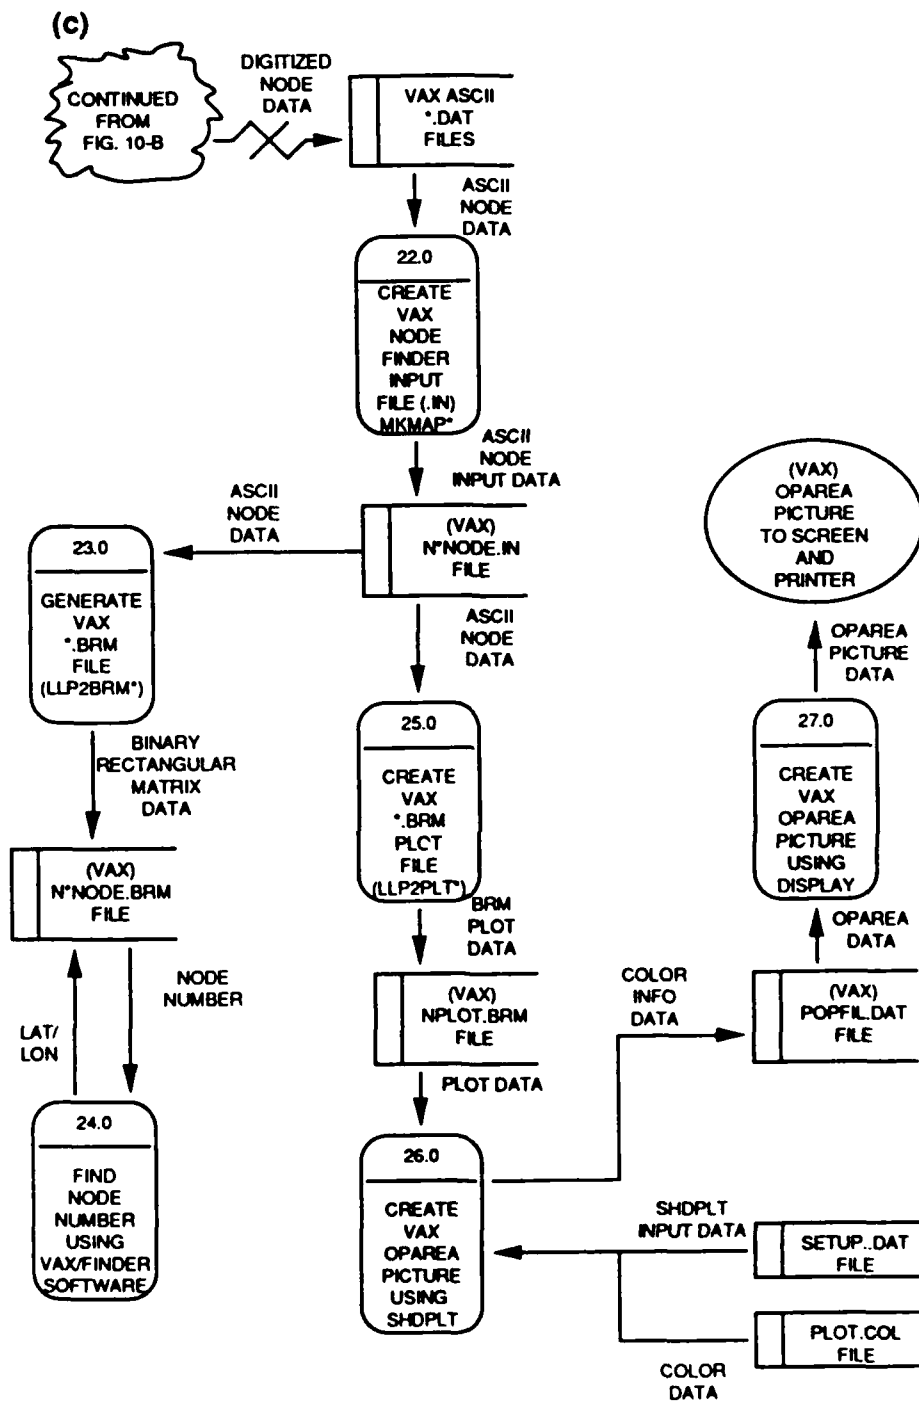 (c)
CONTINUED
FROM
FIG. 10-B
DIGITIZED
NODE
DATA
VAX ASCII
*.DAT
FILES
ASCII
NODE
DATA
22.0
CREATE
VAX
NODE
FINDER
INPUT
FILE (.IN)
MKMAP*
ASCII
NODE
INPUT DATA
(VAX)
N*NODE.IN
FILE
ASCII
NODE
DATA
23.0
GENERATE
VAX
*.BRM
FILE
(LLP2BRM*)
BINARY
RECTANGULAR
MATRIX
DATA
(VAX)
N*NODE.BRM
FILE
LAT/
LON
NODE
NUMBER
24.0
FIND
NODE
NUMBER
USING
VAX/FINDER
SOFTWARE
ASCII
NODE
DATA
25.0
CREATE
VAX
*.BRM
PLOT
FILE
(LLP2PLT*)
BRM
PLOT
DATA
(VAX)
NPLOT.BRM
FILE
PLOT DATA
26.0
CREATE
VAX
OPAREA
PICTURE
USING
SHDPLT
COLOR
INFO
DATA
SHDPLT
INPUT DATA
SETUP..DAT
FILE
PLOT.COL
FILE
COLOR
DATA
(VAX)
POPFIL.DAT
FILE
OPAREA
DATA
27.0
CREATE
VAX
OPAREA
PICTURE
USING
DISPLAY
OPAREA
PICTURE
DATA
(VAX)
OPAREA
PICTURE
TO SCREEN
AND
PRINTER